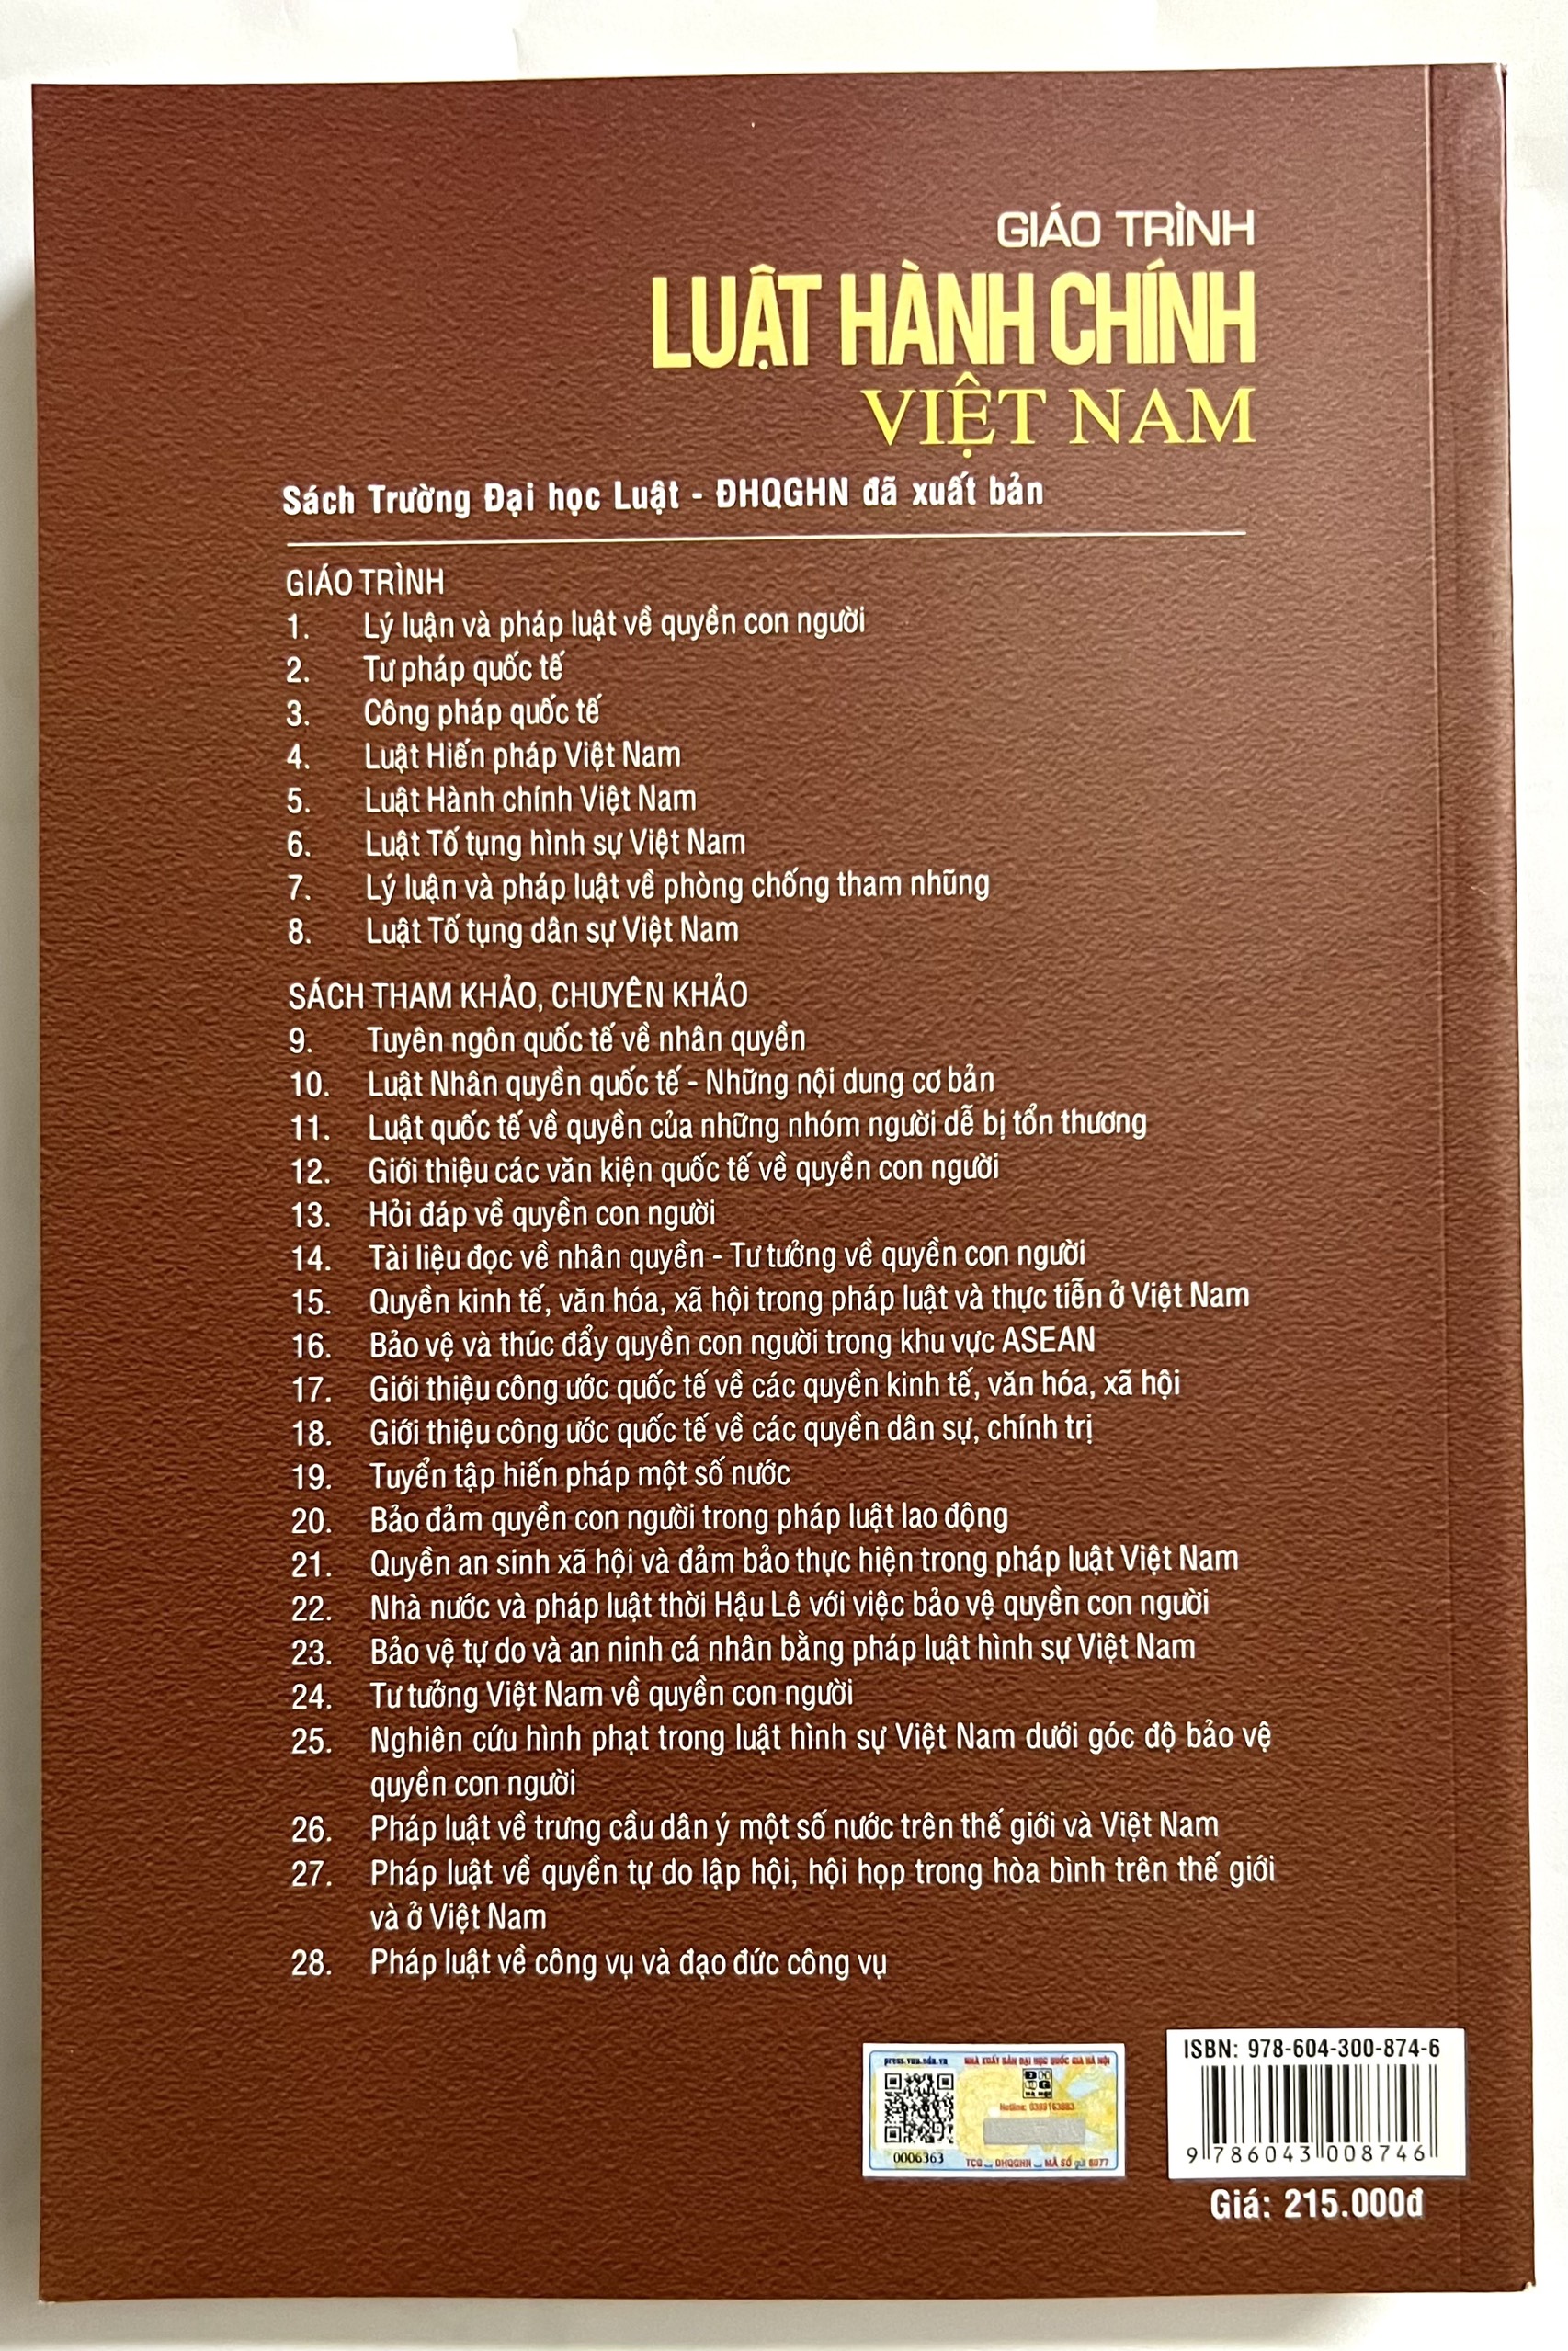 GIÁO TRÌNH
LUẬT HÀNH CHÍNH
VIỆT NAM
Sách Trường Đại học Luật - ĐHQGHN đã xuất bản
GIÁO TRÌNH
1. Lý luận và pháp luật về quyền con người
2. Tư pháp quốc tế
3. Công pháp quốc tế
4. Luật Hiến pháp Việt Nam
5. Luật Hành chính Việt Nam
6. Luật Tố tụng hình sự Việt Nam
7. Lý luận và pháp luật về phòng chống tham nhũng
8. Luật Tố tụng dân sự Việt Nam
SÁCH THAM KHẢO, CHUYÊN KHẢO
9. Tuyên ngôn quốc tế về nhân quyền
10. Luật Nhân quyền quốc tế - Những nội dung cơ bản
11. Luật quốc tế về quyền của những nhóm người dễ bị tổn thương
12. Giới thiệu các văn kiện quốc tế về quyền con người
13. Hỏi đáp về quyền con người
14. Tài liệu đọc về nhân quyền - Tư tưởng về quyền con người
15. Quyền kinh tế, văn hóa, xã hội trong pháp luật và thực tiễn ở Việt Nam
16. Bảo vệ và thúc đẩy quyền con người trong khu vực ASEAN
17. Giới thiệu công ước quốc tế về các quyền kinh tế, văn hóa, xã hội
18. Giới thiệu công ước quốc tế về các quyền dân sự, chính trị
19. Tuyển tập hiến pháp một số nước
20. Bảo đảm quyền con người trong pháp luật lao động
21. Quyền an sinh xã hội và đảm bảo thực hiện trong pháp luật Việt Nam
22. Nhà nước và pháp luật thời Hậu Lê với việc bảo vệ quyền con người
23. Bảo vệ tự do và an ninh cá nhân bằng pháp luật hình sự Việt Nam
24. Tư tưởng Việt Nam về quyền con người
25. Nghiên cứu hình phạt trong luật hình sự Việt Nam dưới góc độ bảo vệ
quyền con người
26. Pháp luật về trưng cầu dân ý một số nước trên thế giới và Việt Nam
27. Pháp luật về quyền tự do lập hội, hội họp trong hòa bình trên thế giới
và ở Việt Nam
28. Pháp luật về công vụ và đạo đức công vụ
press.vnu.edu.vn NHÀ XUẤT BẢN ĐẠI HỌC QUỐC GIA HÀ NỘI
Hà Nội
Hotline:
0006363
ISBN: 978-604-300-874-6
9 786043 008746
Giá: 215.000đ